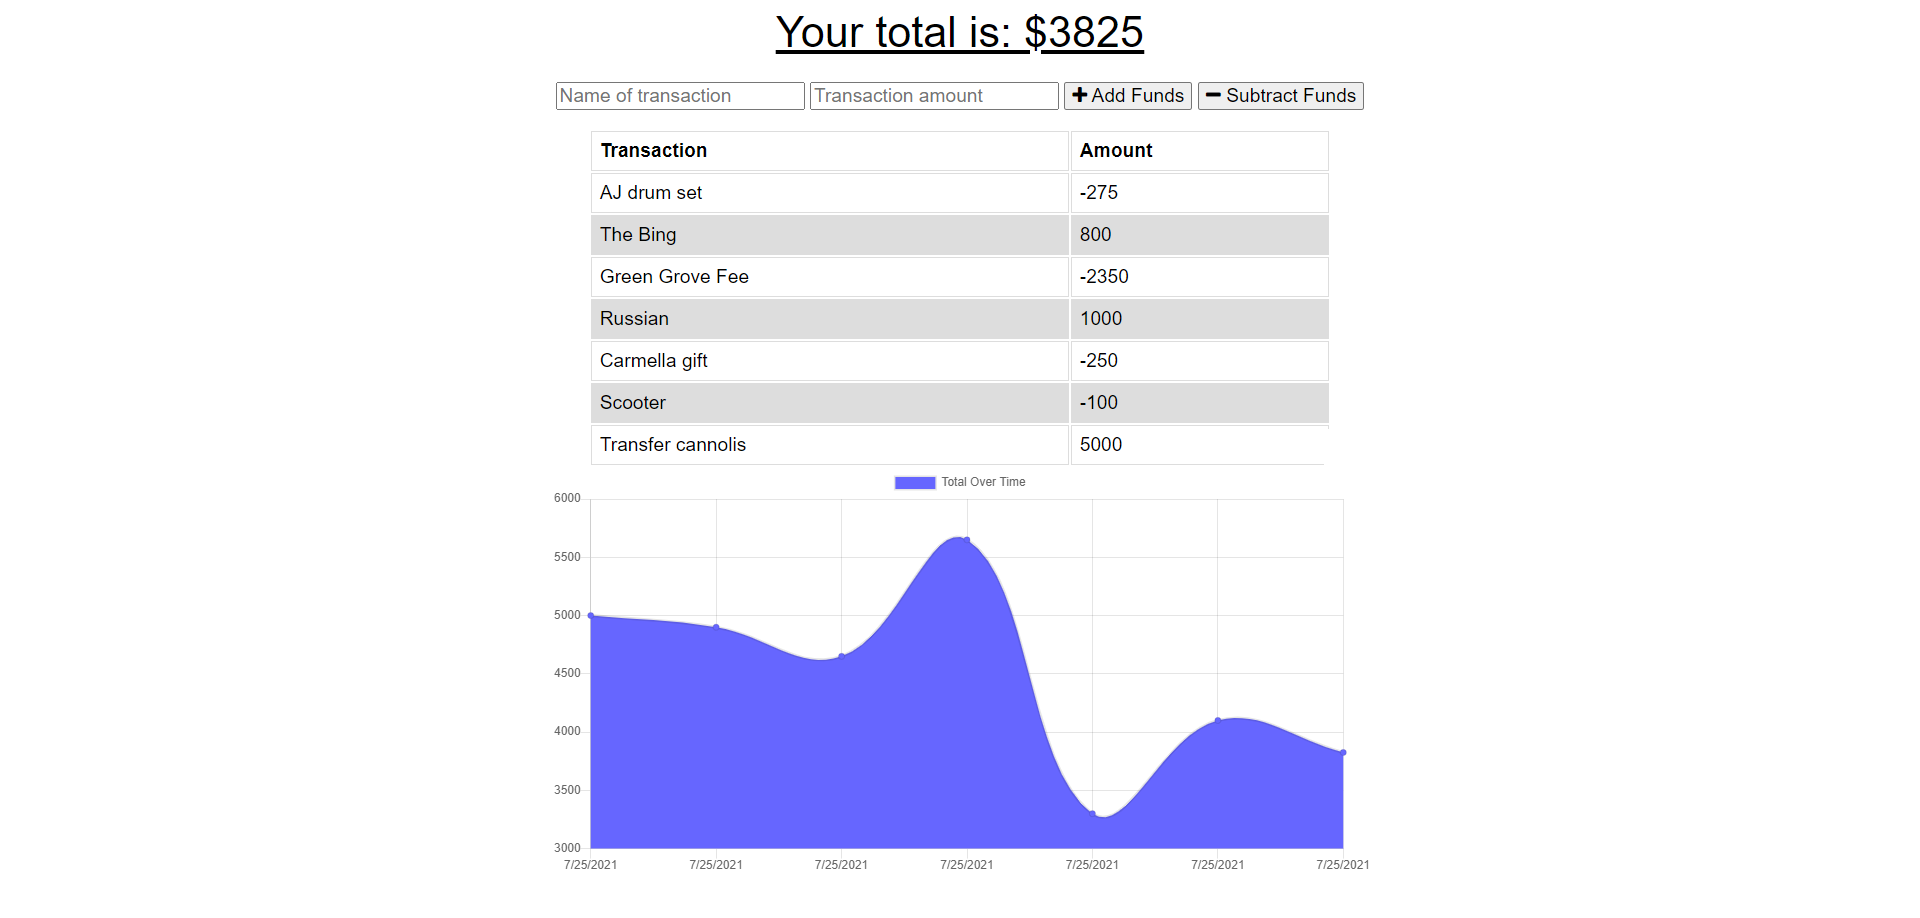 Your total is: $3825
Name of transaction Transaction amount Add Funds Subtract Funds
Transaction Amount
AJ drum set -275
The Bing 800
Green Grove Fee -2350
Russian 1000
Carmella gift -250
Scooter -100
Transfer cannolis 5000
Total Over Time
6000
5500
5000
4500
4000
3500
3000
7/25/2021 7/25/2021 7/25/2021 7/25/2021 7/25/2021 7/25/2021 7/25/2021